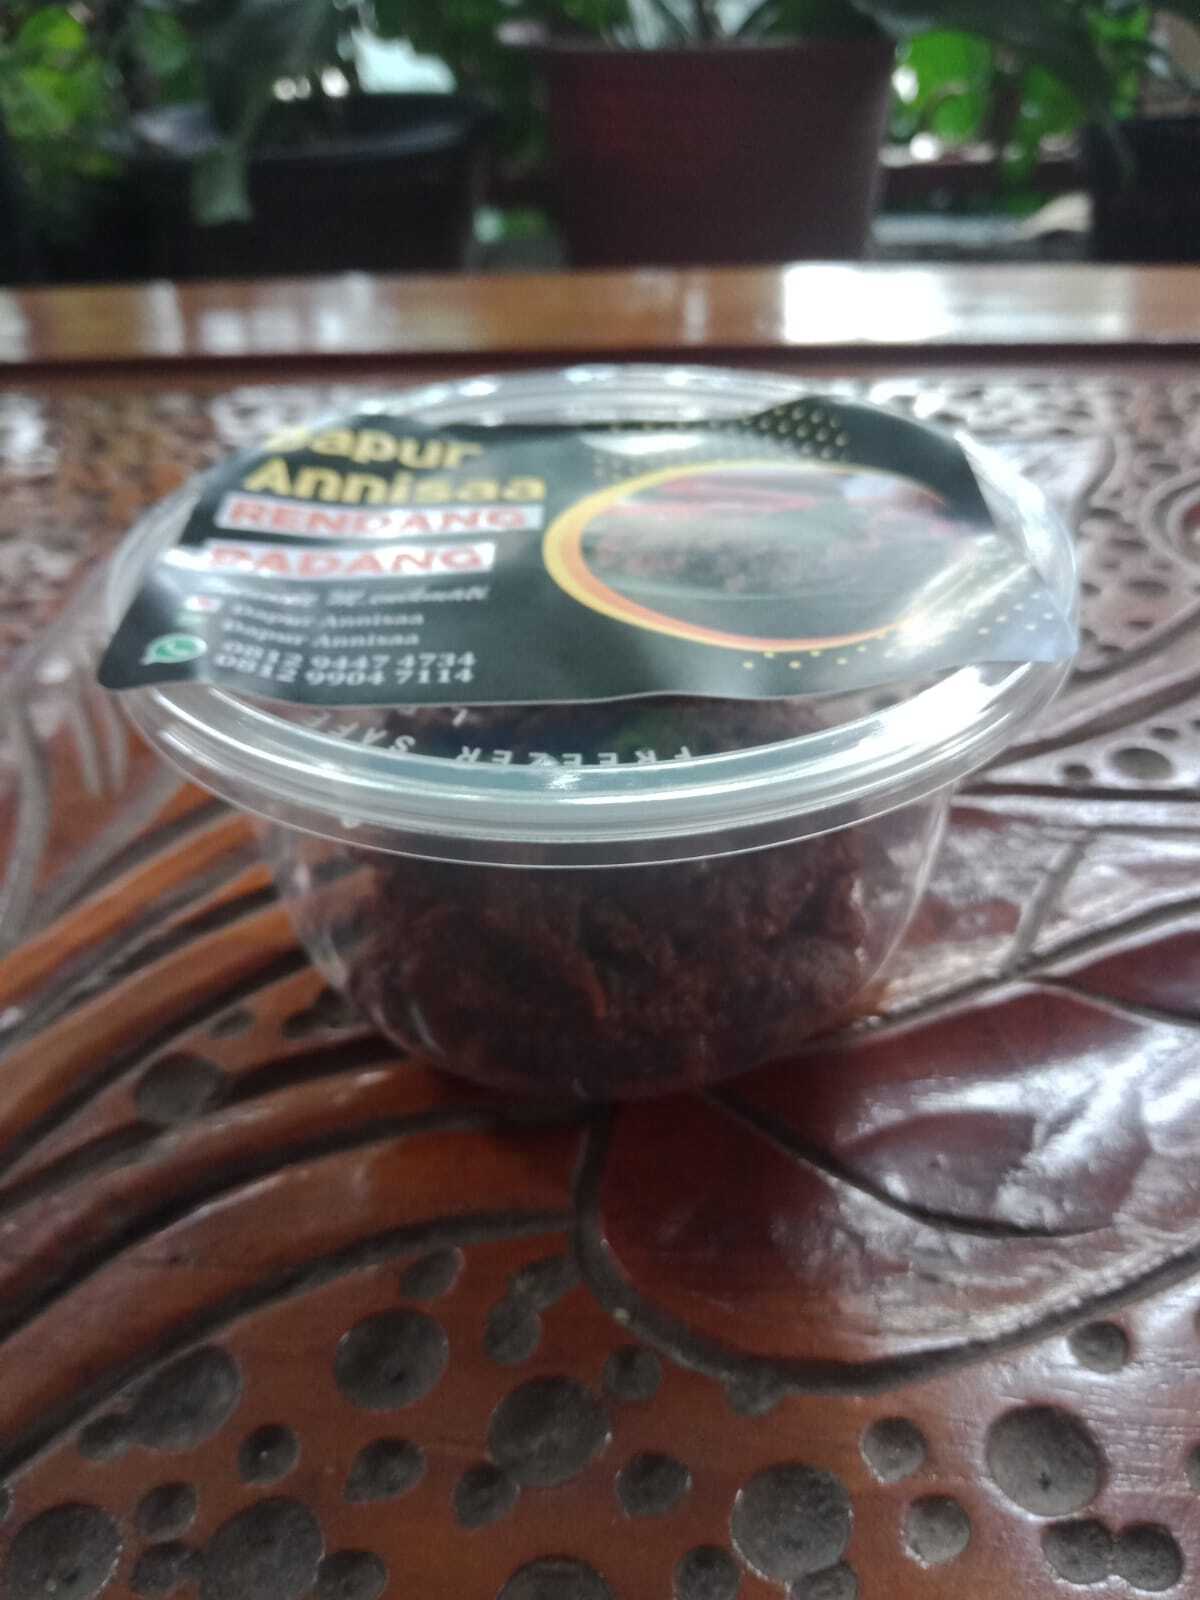 Dapur
Annisaa
RENDANG
PADANG
Dapur Annisaa
Dapur Annisaa
0812 9447 4734
0812 9904 7114
FREEZER SAFE